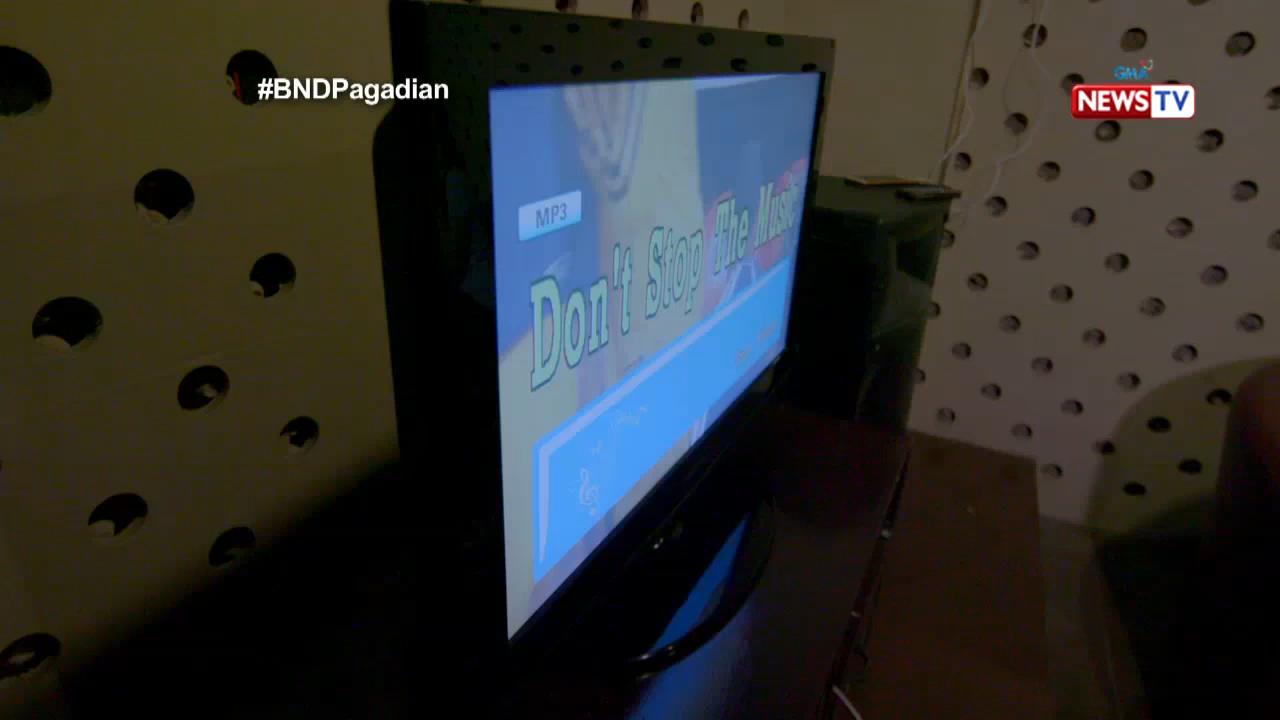 #BNDPagadian
GMA
NEWS TV
MP3
Don't Stop The Music